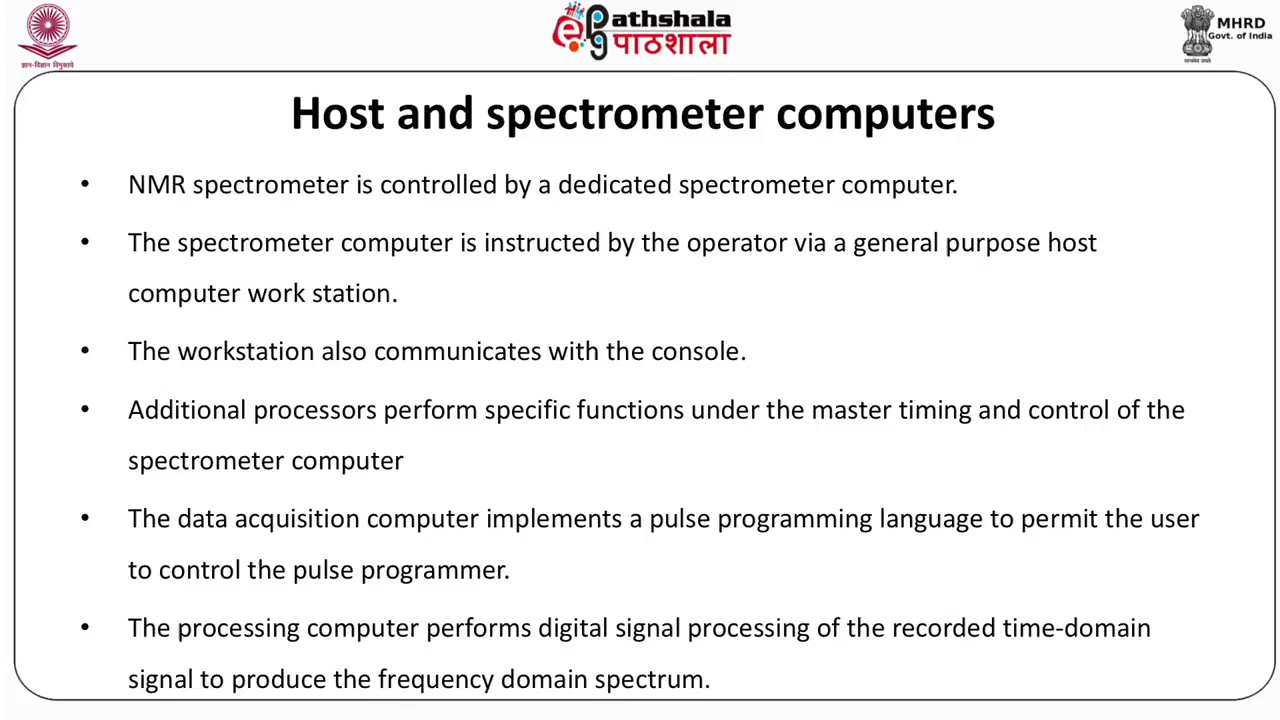 ज्ञान-विज्ञान विमुक्तये
ePathshala
पाठशाला
MHRD
Govt. of India
सत्यमेव जयते
Host and spectrometer computers
• NMR spectrometer is controlled by a dedicated spectrometer computer.
• The spectrometer computer is instructed by the operator via a general purpose host
computer work station.
• The workstation also communicates with the console.
• Additional processors perform specific functions under the master timing and control of the
spectrometer computer
• The data acquisition computer implements a pulse programming language to permit the user
to control the pulse programmer.
• The processing computer performs digital signal processing of the recorded time-domain
signal to produce the frequency domain spectrum.